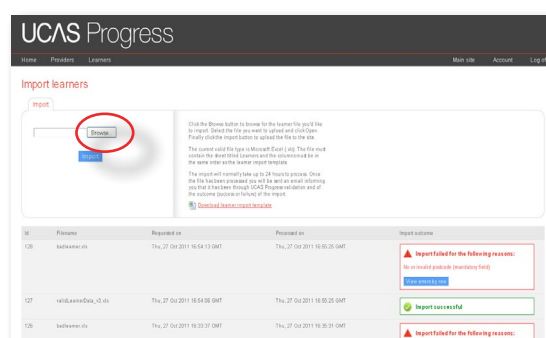 UCAS Progress
Home Providers Learners Main site Account Log of
Import learners
Import
Browse...
Import
Click the Browse button to browse for the learner file you'd like
to import. Select the file you want to upload and click Open.
Finally click the import button to upload the file to the site.
The current valid file type is Microsoft Excel (.xls). The file must
contain the sheet titled Learners and the columns must be in
the same order as the learner import template.
The import will normally take up to 24 hours to process. Once
the file has been processed you will be sent an email informing
you that it has been through UCAS Progress validation and of
the outcome (success or failure) of the import.
Download learner import template
Id Filename Requested on Processed on Import outcome
128 badlearner.xls Thu, 27 Oct 2011 16:54:13 GMT Thu, 27 Oct 2011 16:55:25 GMT
Import failed for the following reasons:
No or invalid postcode (mandatory field)
View errors by row
127 validLearnerData_v3.xls Thu, 27 Oct 2011 16:54:06 GMT Thu, 27 Oct 2011 16:55:25 GMT
Import successful
126 badlearner.xls Thu, 27 Oct 2011 16:33:37 GMT Thu, 27 Oct 2011 16:35:31 GMT
Import failed for the following reasons: